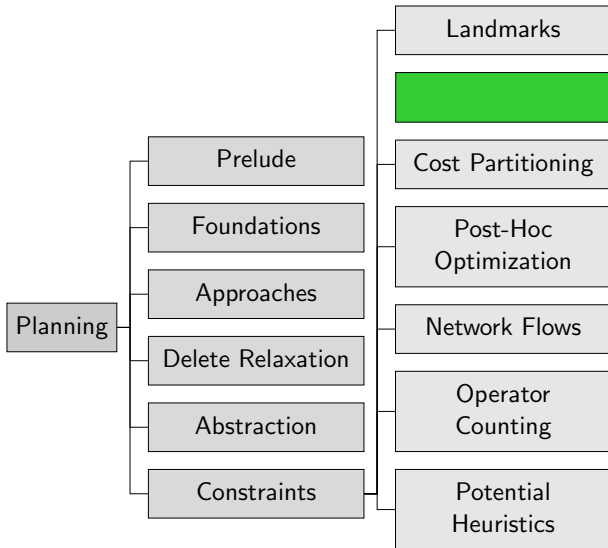 Planning
Prelude
Foundations
Approaches
Delete Relaxation
Abstraction
Constraints
Landmarks
Cost Partitioning
Post-Hoc
Optimization
Network Flows
Operator
Counting
Potential
Heuristics